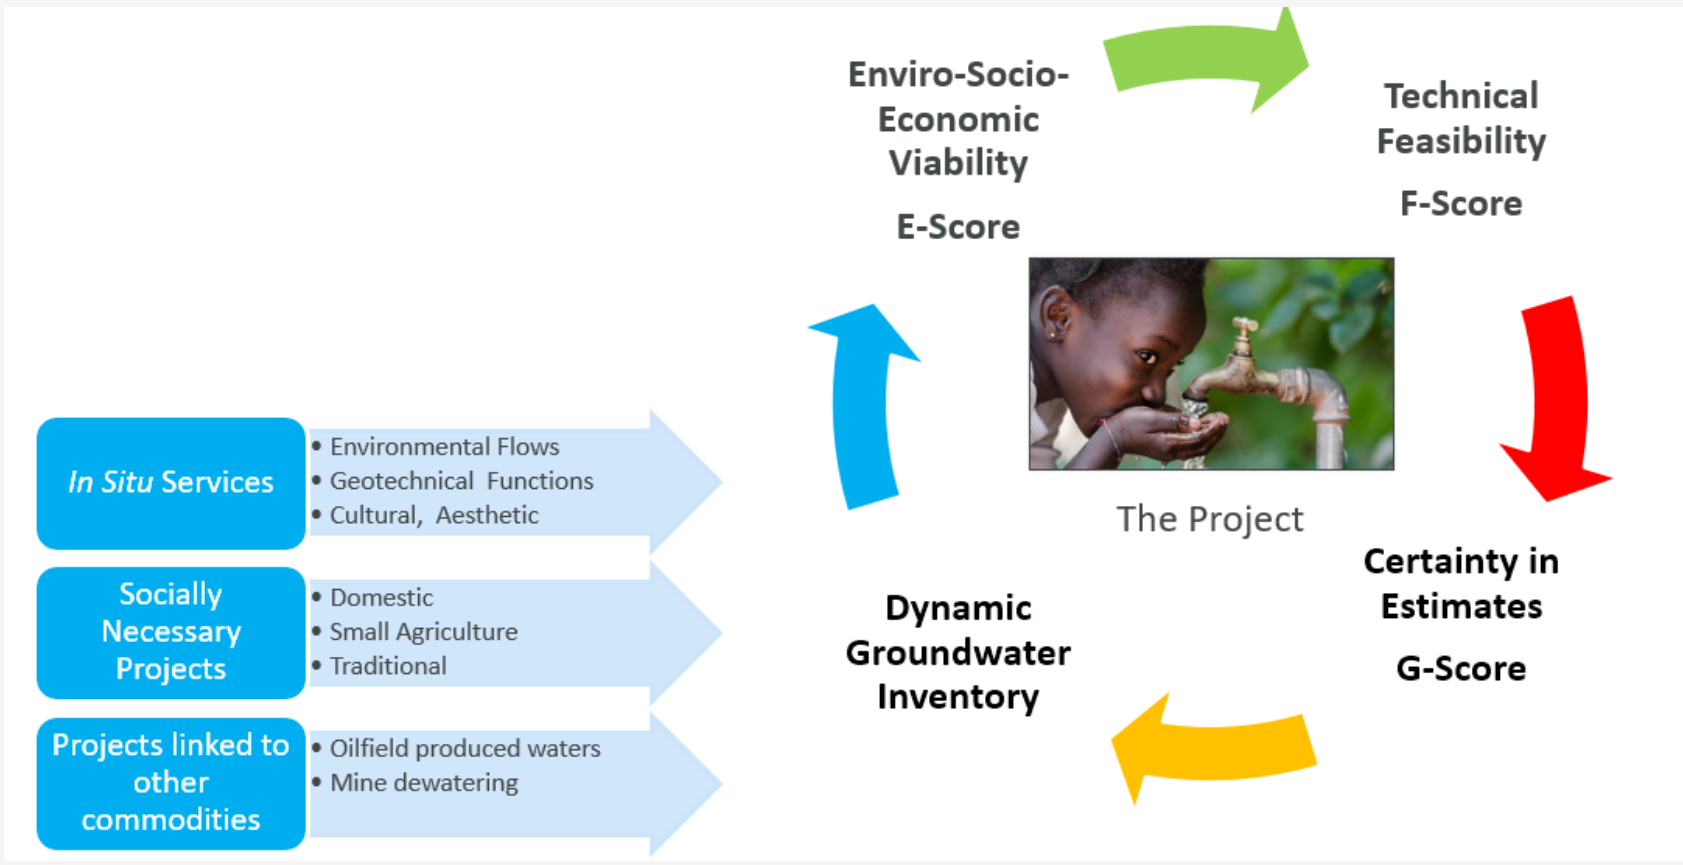 Enviro-Socio-
Economic
Viability
E-Score
Technical
Feasibility
F-Score
In Situ Services
• Environmental Flows
• Geotechnical Functions
• Cultural, Aesthetic
The Project
Certainty in
Estimates
G-Score
Dynamic
Groundwater
Inventory
Socially
Necessary
Projects
• Domestic
• Small Agriculture
• Traditional
Projects linked to
other
commodities
• Oilfield produced waters
• Mine dewatering